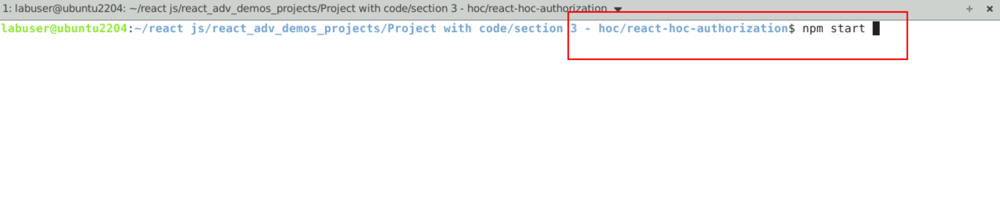 1: labuser@ubuntu2204: ~/react js/react_adv_demos_projects/Project with code/section 3 - hoc/react-hoc-authorization
labuser@ubuntu2204:~/react js/react_adv_demos_projects/Project with code/section 3 - hoc/react-hoc-authorization$ npm start